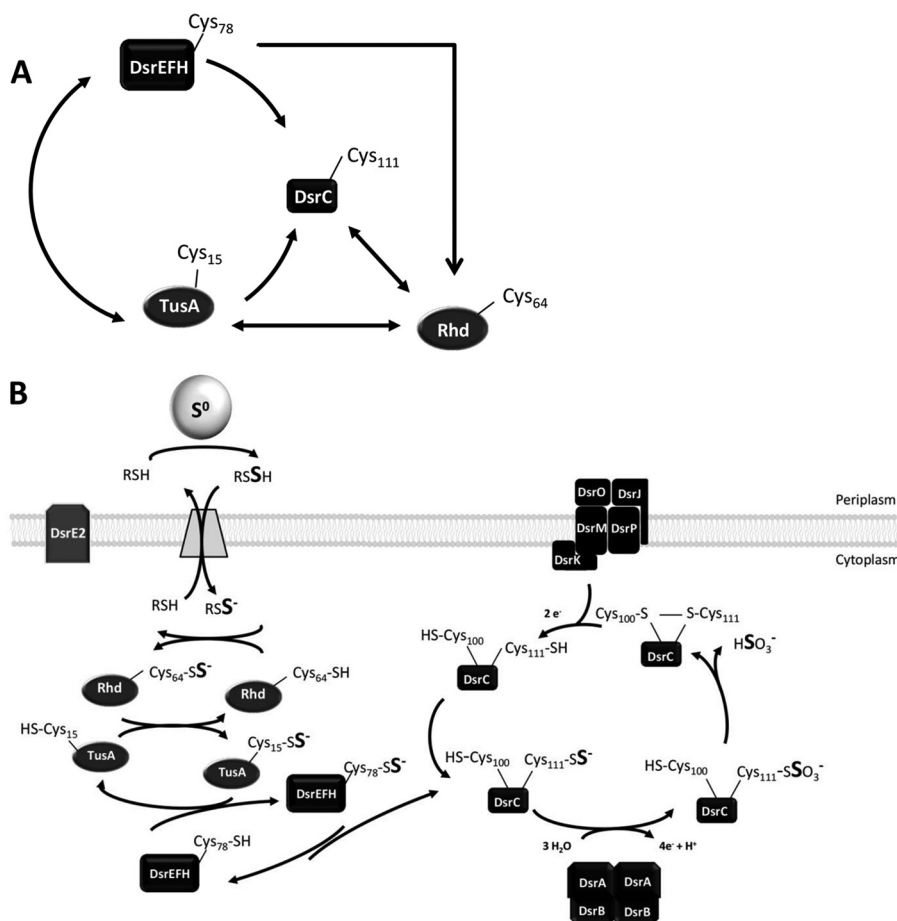 A
Cys78
DsrEFH
Cys111
DsrC
Cys15
TusA
Cys64
Rhd
B
S0
RSH
RSSH
DsrO DsrJ
Periplasm
DsrE2
DsrM DsrP
DsrK
Cytoplasm
RSH
RSS-
2 e-
Cys100-S
S-Cys111
HSO3-
HS-Cys100
Cys111-SH
DsrC
DsrC
Cys64-SS-
Cys64-SH
Rhd
Rhd
HS-Cys15
Cys15-SS-
TusA
TusA
Cys78-SS-
DsrEFH
HS-Cys100
Cys111-SS-
DsrC
HS-Cys100
Cys111-SSO3-
DsrC
Cys78-SH
DsrEFH
3 H2O
4e- + H+
DsrA DsrA
DsrB DsrB